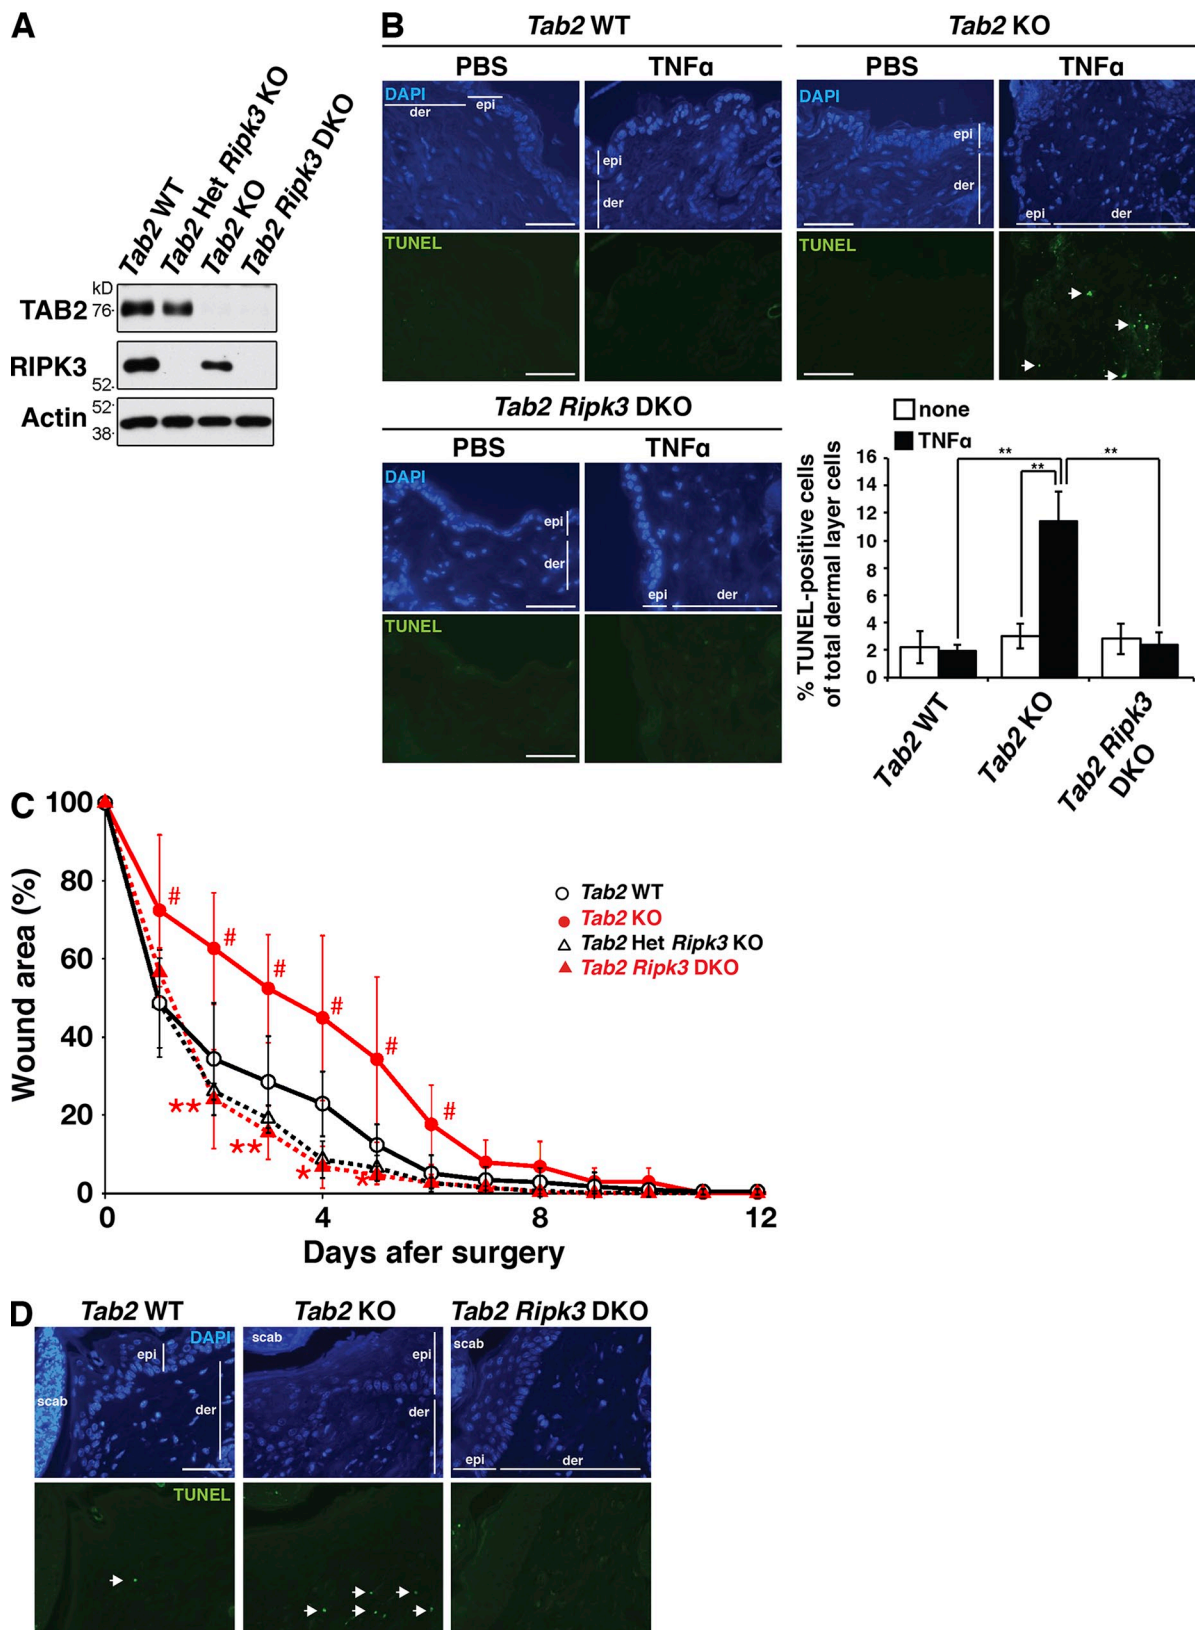 A
Tab2 WT
Tab2 Het Ripk3 KO
Tab2 KO
Tab2 Ripk3 DKO
kD
TAB2 76
RIPK3
52
Actin 52
38
B
Tab2 WT
PBS TNFα
DAPI
der epi
epi
der
TUNEL
Tab2 KO
PBS TNFα
DAPI
epi
der
epi der
TUNEL
Tab2 Ripk3 DKO
PBS TNFα
DAPI
epi
der
epi der
TUNEL
none
TNFα
% TUNEL-positive cells
of total dermal layer cells
16
14
12
10
8
6
4
2
0
** ** **
Tab2 WT
Tab2 KO
Tab2 Ripk3
DKO
C
Wound area (%)
100
80
60
40
20
0
# # # # # #
** ** * *
Tab2 WT
Tab2 KO
Tab2 Het Ripk3 KO
Tab2 Ripk3 DKO
0 4 8 12
Days afer surgery
D
Tab2 WT Tab2 KO Tab2 Ripk3 DKO
DAPI
epi
scab
der
scab
epi
der
scab
epi der
TUNEL